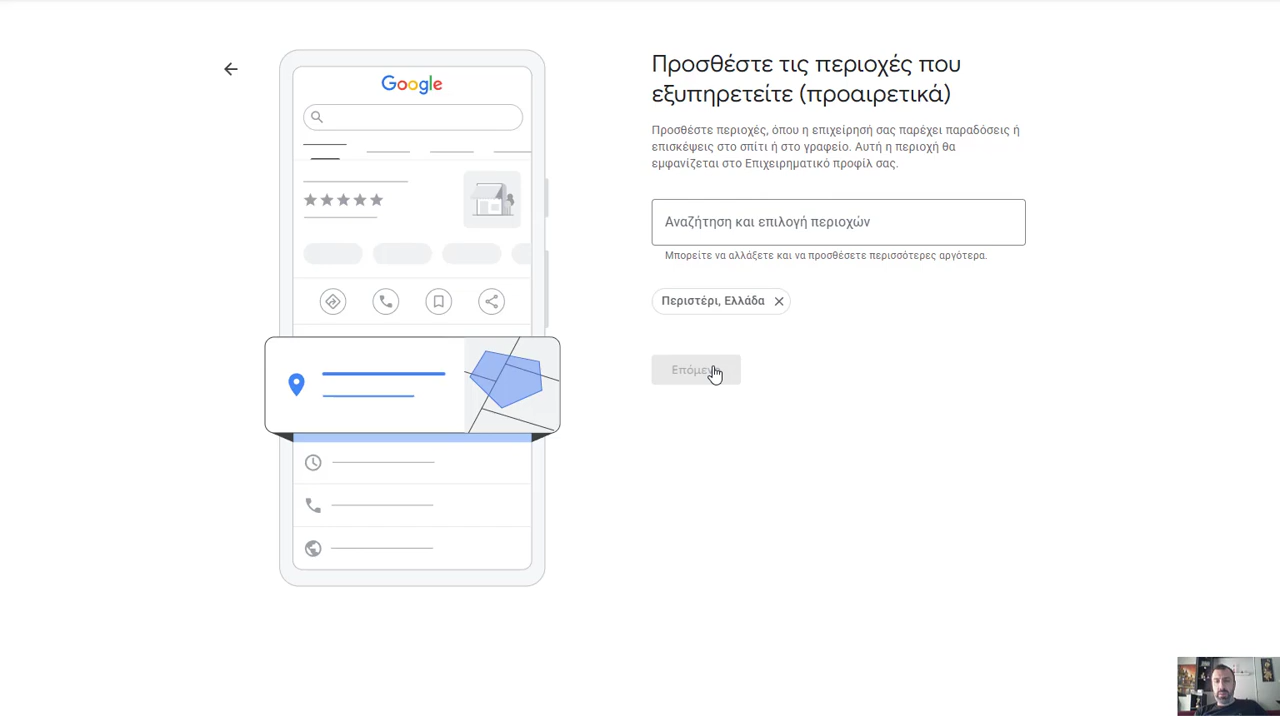 Google
Προσθέστε τις περιοχές που
εξυπηρετείτε (προαιρετικά)
Προσθέστε περιοχές, όπου η επιχείρησή σας παρέχει παραδόσεις ή
επισκέψεις στο σπίτι ή στο γραφείο. Αυτή η περιοχή θα
εμφανίζεται στο Επιχειρηματικό προφίλ σας.
Αναζήτηση και επιλογή περιοχών
Μπορείτε να αλλάξετε και να προσθέσετε περισσότερες αργότερα.
Περιστέρι, Ελλάδα